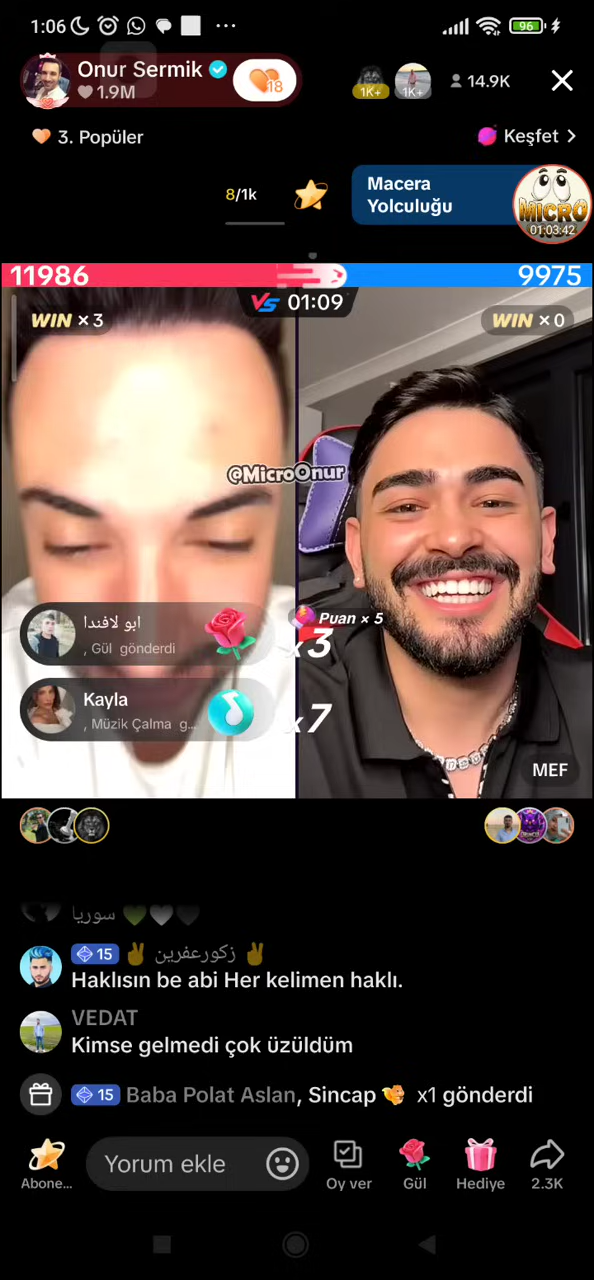 1:06
96
Onur Sermik
1.9M
18
1K+
1K+
14.9K
3. Popüler
Keşfet
8/1k
Macera
Yolculuğu
MICRO
01:03:42
11986
9975
VS 01:09
WIN ×3
WIN ×0
@MicroOnur
ابو لافندا
, Gül gönderdi
Puan × 5
x3
Kayla
, Müzik Çalma g...
x7
MEF
سوريا
15 زكورعفرين
Haklısın be abi Her kelimen haklı.
VEDAT
Kimse gelmedi çok üzüldüm
15 Baba Polat Aslan, Sincap x1 gönderdi
Yorum ekle
Abone...
Oy ver
Gül
Hediye
2.3K